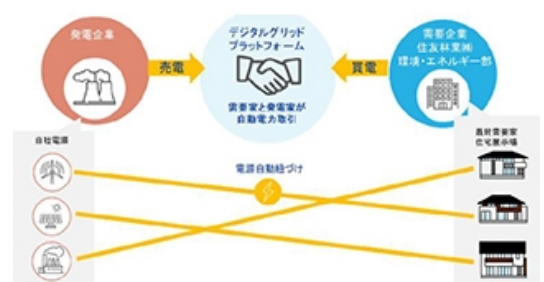 発電企業
売電
デジタルグリッド
プラットフォーム
需要家と発電家が
自動電力取引
買電
需要企業
住友林業㈱
環境・エネルギー部
自社電源
電源自動紐づけ
需要家
住宅展示場